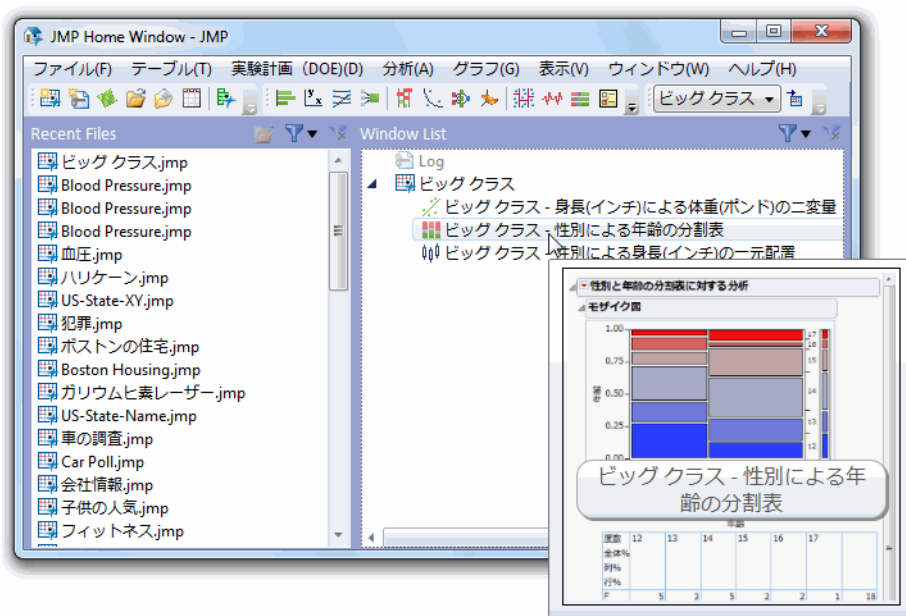 JMP Home Window - JMP
ファイル(F) テーブル(T) 実験計画 (DOE)(D) 分析(A) グラフ(G) 表示(V) ウィンドウ(W) ヘルプ(H)
ビッグ クラス
Recent Files
ビッグ クラス.jmp
Blood Pressure.jmp
Blood Pressure.jmp
Blood Pressure.jmp
血圧.jmp
ハリケーン.jmp
US-State-XY.jmp
犯罪.jmp
ボストンの住宅.jmp
Boston Housing.jmp
ガリウムヒ素レーザー.jmp
US-State-Name.jmp
車の調査.jmp
Car Poll.jmp
会社情報.jmp
子供の人気.jmp
フィットネス.jmp
Window List
Log
ビッグ クラス
ビッグ クラス - 身長(インチ)による体重(ポンド)の二変量
ビッグ クラス - 性別による年齢の分割表
ビッグ クラス - 性別による身長(インチ)の一元配置
性別と年齢の分割表に対する分析
モザイク図
1.00
0.75
0.50
0.25
0.00
年齢
17
16
15
14
13
12
ビッグ クラス - 性別による年
齢の分割表
年齢
度数 12 13 14 15 16 17
全体%
列%
行%
F 5 3 5 2 2 1 18